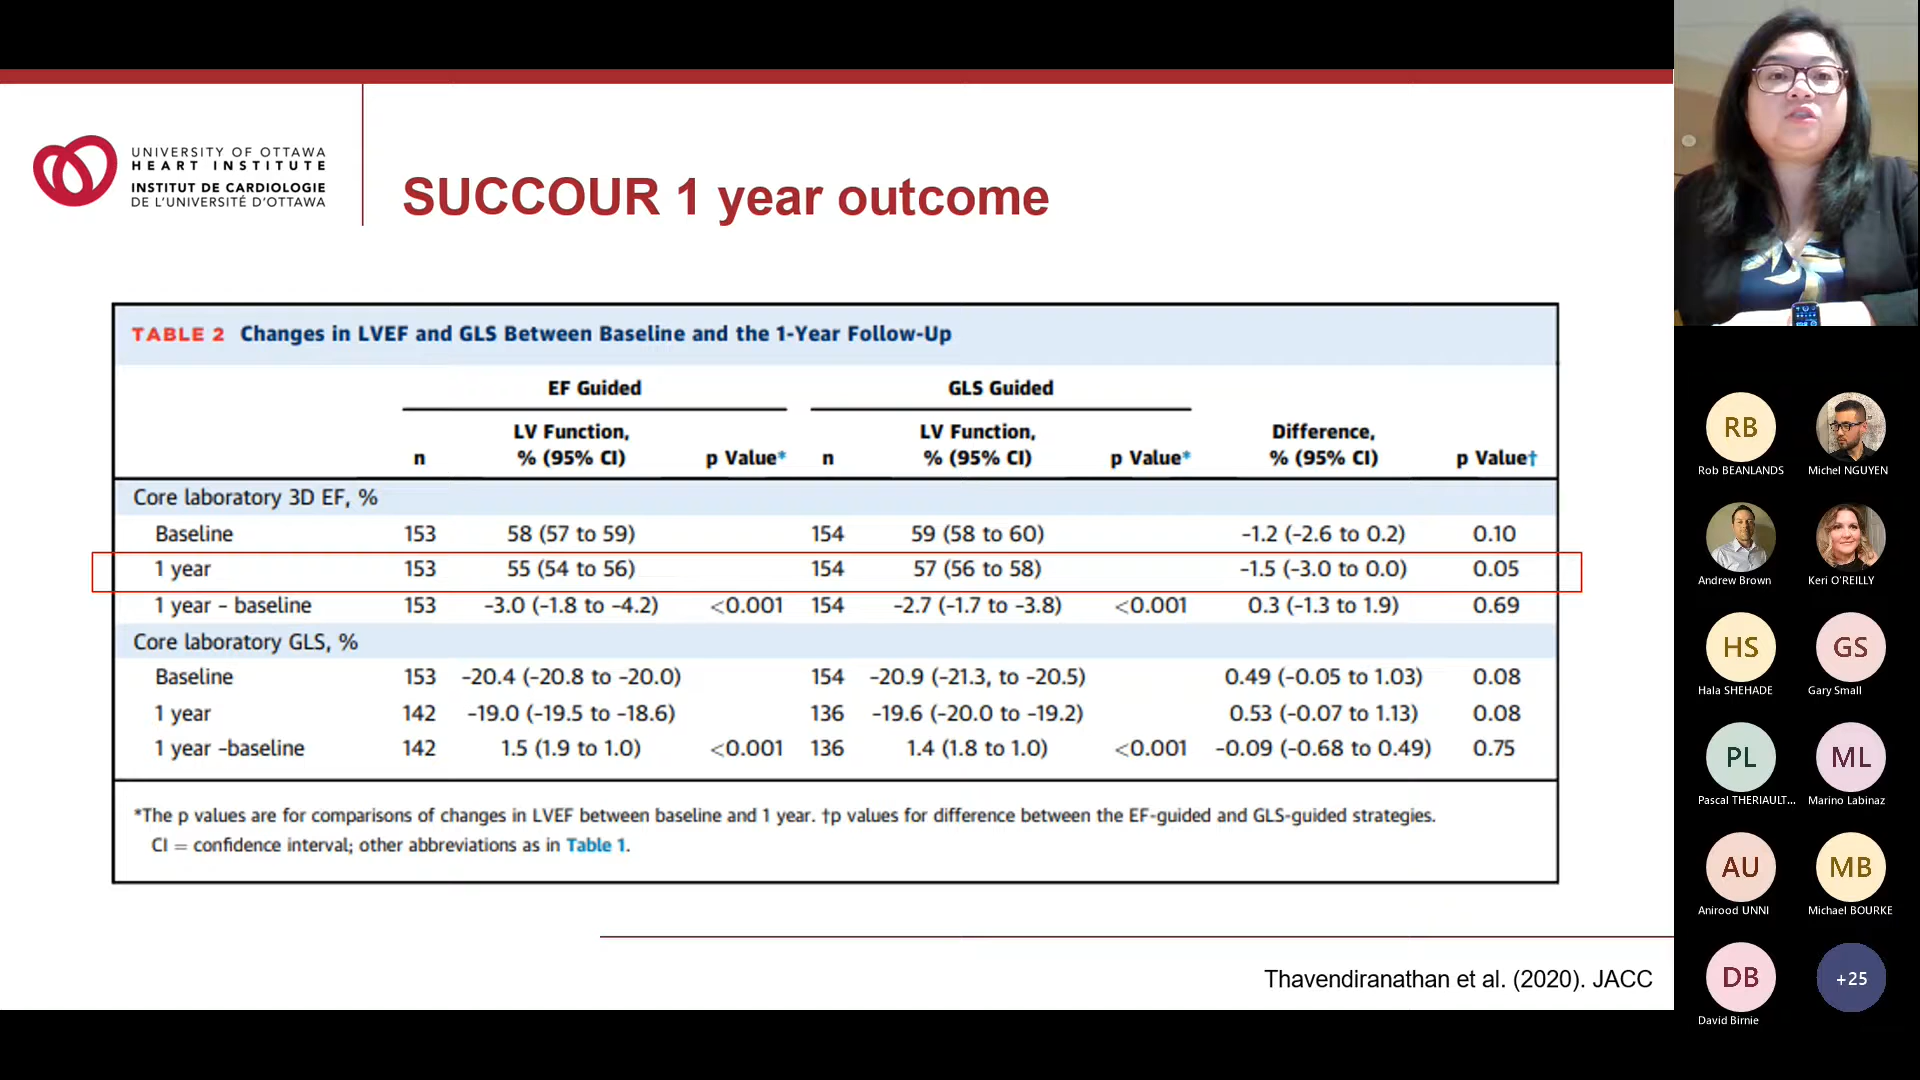 UNIVERSITY OF OTTAWA
HEART INSTITUTE
INSTITUT DE CARDIOLOGIE
DE L'UNIVERSITÉ D'OTTAWA
SUCCOUR 1 year outcome
TABLE 2 Changes in LVEF and GLS Between Baseline and the 1-Year Follow-Up
EF Guided GLS Guided
LV Function, LV Function, Difference,
n % (95% CI) p Value* n % (95% CI) p Value* % (95% CI) p Value†
Core laboratory 3D EF, %
Baseline 153 58 (57 to 59) 154 59 (58 to 60) -1.2 (-2.6 to 0.2) 0.10
1 year 153 55 (54 to 56) 154 57 (56 to 58) -1.5 (-3.0 to 0.0) 0.05
1 year - baseline 153 -3.0 (-1.8 to -4.2) <0.001 154 -2.7 (-1.7 to -3.8) <0.001 0.3 (-1.3 to 1.9) 0.69
Core laboratory GLS, %
Baseline 153 -20.4 (-20.8 to -20.0) 154 -20.9 (-21.3, to -20.5) 0.49 (-0.05 to 1.03) 0.08
1 year 142 -19.0 (-19.5 to -18.6) 136 -19.6 (-20.0 to -19.2) 0.53 (-0.07 to 1.13) 0.08
1 year -baseline 142 1.5 (1.9 to 1.0) <0.001 136 1.4 (1.8 to 1.0) <0.001 -0.09 (-0.68 to 0.49) 0.75
*The p values are for comparisons of changes in LVEF between baseline and 1 year. †p values for difference between the EF-guided and GLS-guided strategies.
CI = confidence interval; other abbreviations as in Table 1.
Thavendiranathan et al. (2020). JACC
RB
Rob BEANLANDS Michel NGUYEN
Andrew Brown Keri O'REILLY
HS GS
Hala SHEHADE Gary Small
PL ML
Pascal THERIAULT... Marino Labinaz
AU MB
Anirood UNNI Michael BOURKE
DB +25
David Birnie